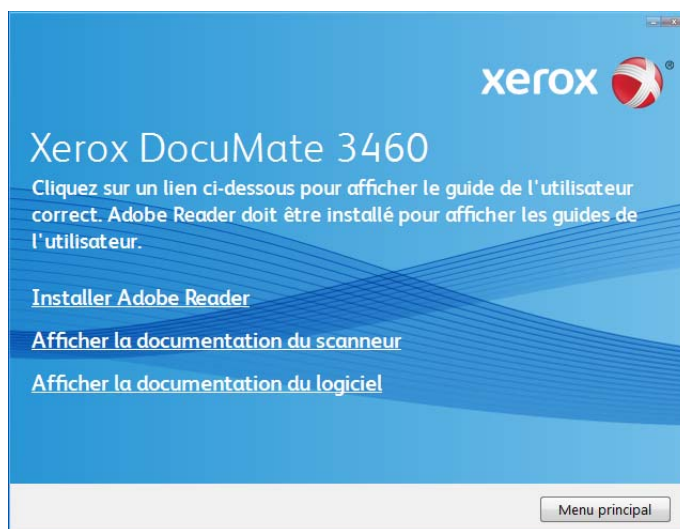 xerox ®
Xerox DocuMate 3460
Cliquez sur un lien ci-dessous pour afficher le guide de l'utilisateur
correct. Adobe Reader doit être installé pour afficher les guides de
l'utilisateur.
Installer Adobe Reader
Afficher la documentation du scanneur
Afficher la documentation du logiciel
Menu principal